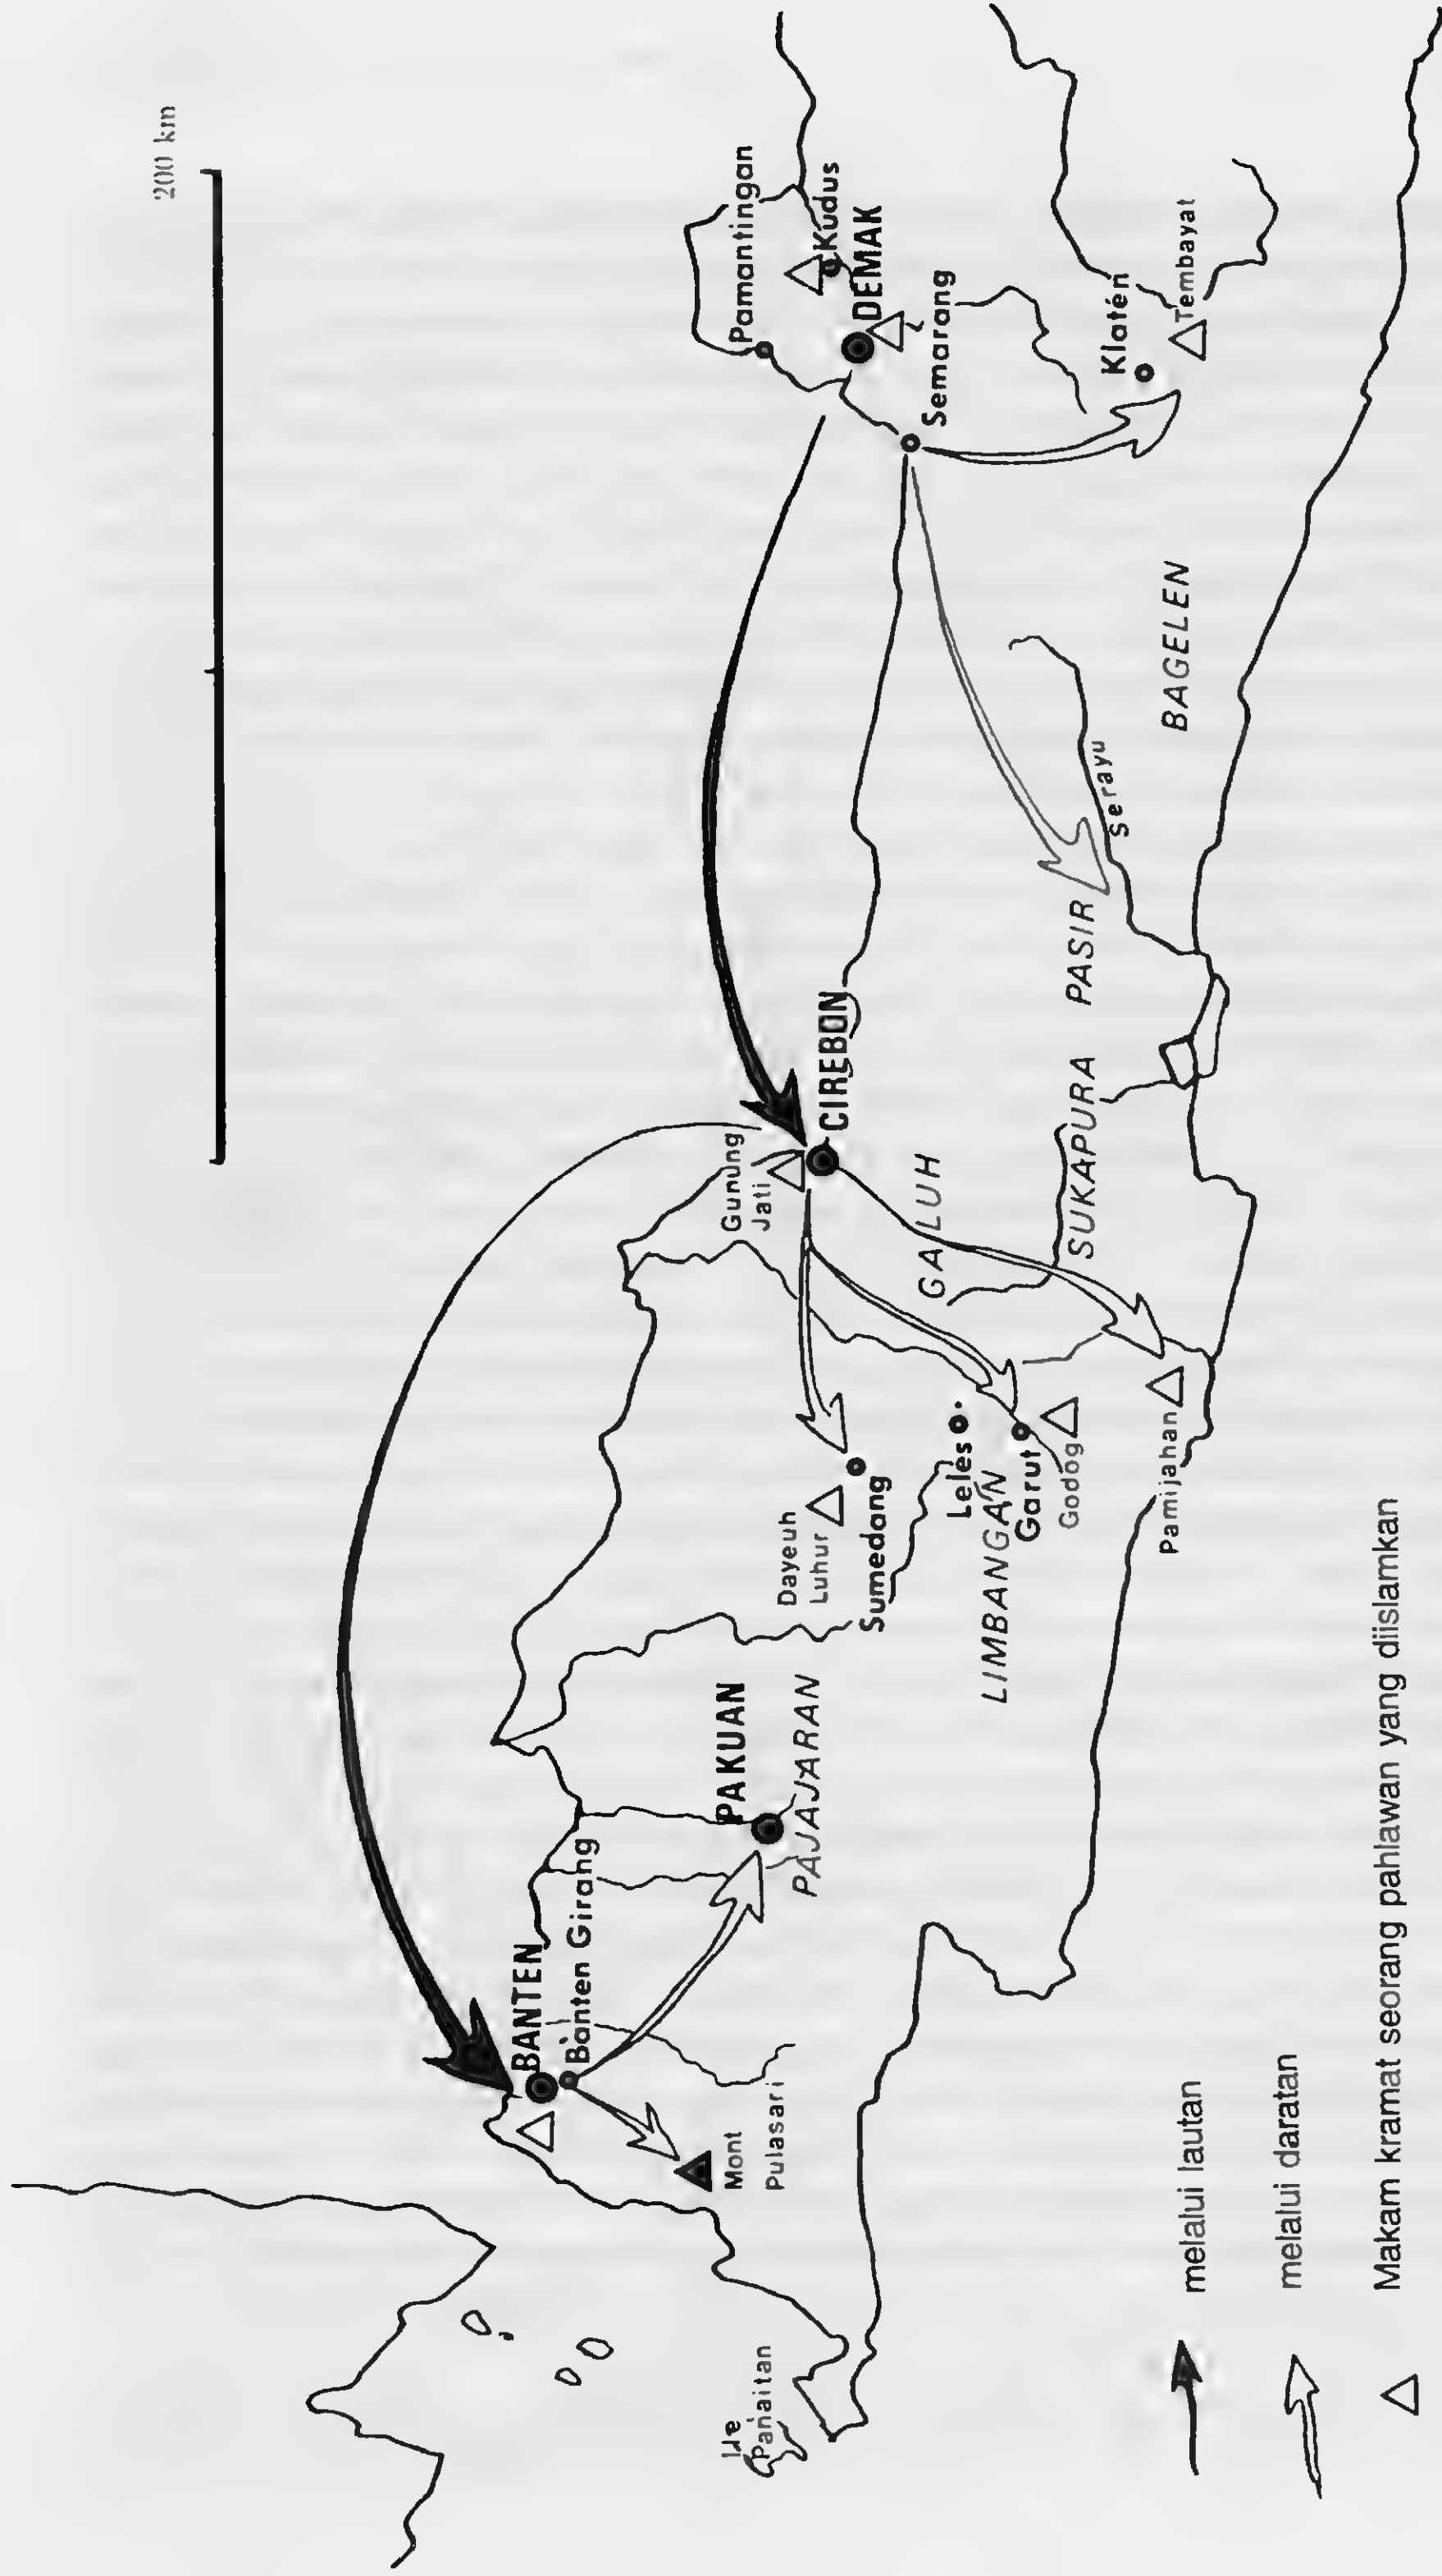 200 km
Pamantingan
Kudus
DEMAK
Semarang
Klatén
Tembayat
BAGELEN
Serayu
PASIR
SUKAPURA
CIREBON
Gunung
Jati
GALUH
Dayeuh
Luhur
Sumedang
Lelés
LIMBANGAN
Garut
Godog
Pamijahan
PAKUAN
PAJAJARAN
BANTEN
Banten Girang
Mont
Pulasari
Ile
Panaitan
melalui lautan
melalui daratan
Makam kramat seorang pahlawan yang diislamkan